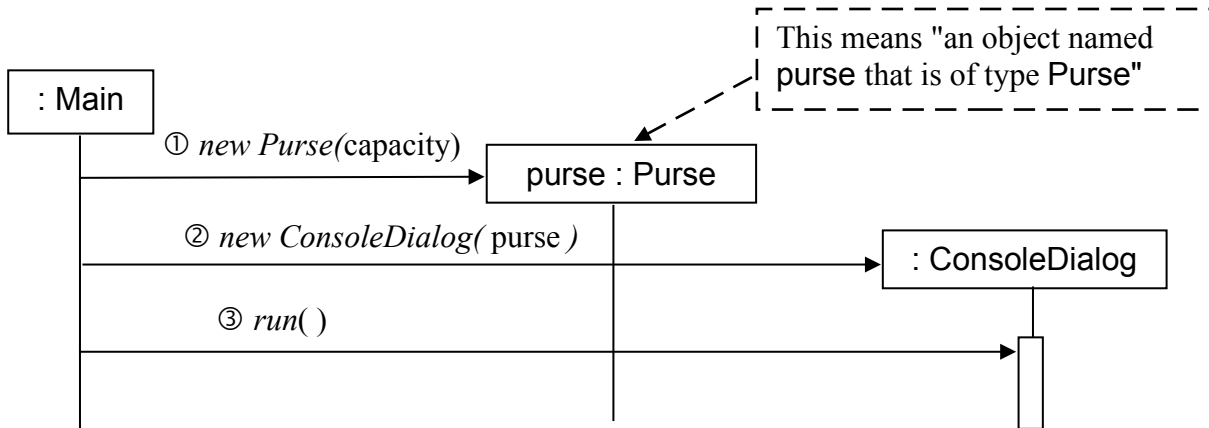 This means "an object named
purse that is of type Purse"
: Main
① new Purse(capacity)
purse : Purse
② new ConsoleDialog( purse )
: ConsoleDialog
③ run( )